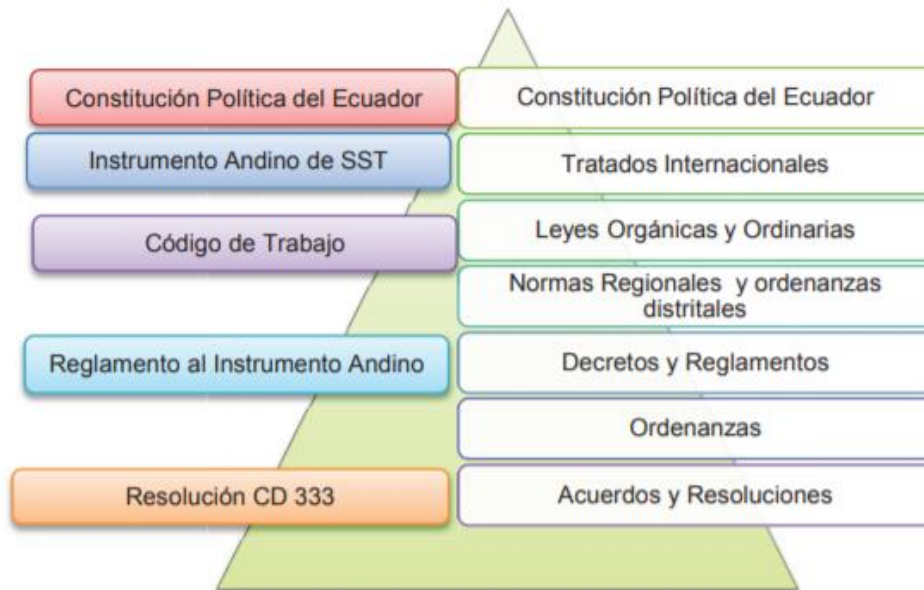 Constitución Política del Ecuador
Constitución Política del Ecuador
Instrumento Andino de SST
Tratados Internacionales
Código de Trabajo
Leyes Orgánicas y Ordinarias
Normas Regionales y ordenanzas
distritales
Reglamento al Instrumento Andino
Decretos y Reglamentos
Ordenanzas
Resolución CD 333
Acuerdos y Resoluciones